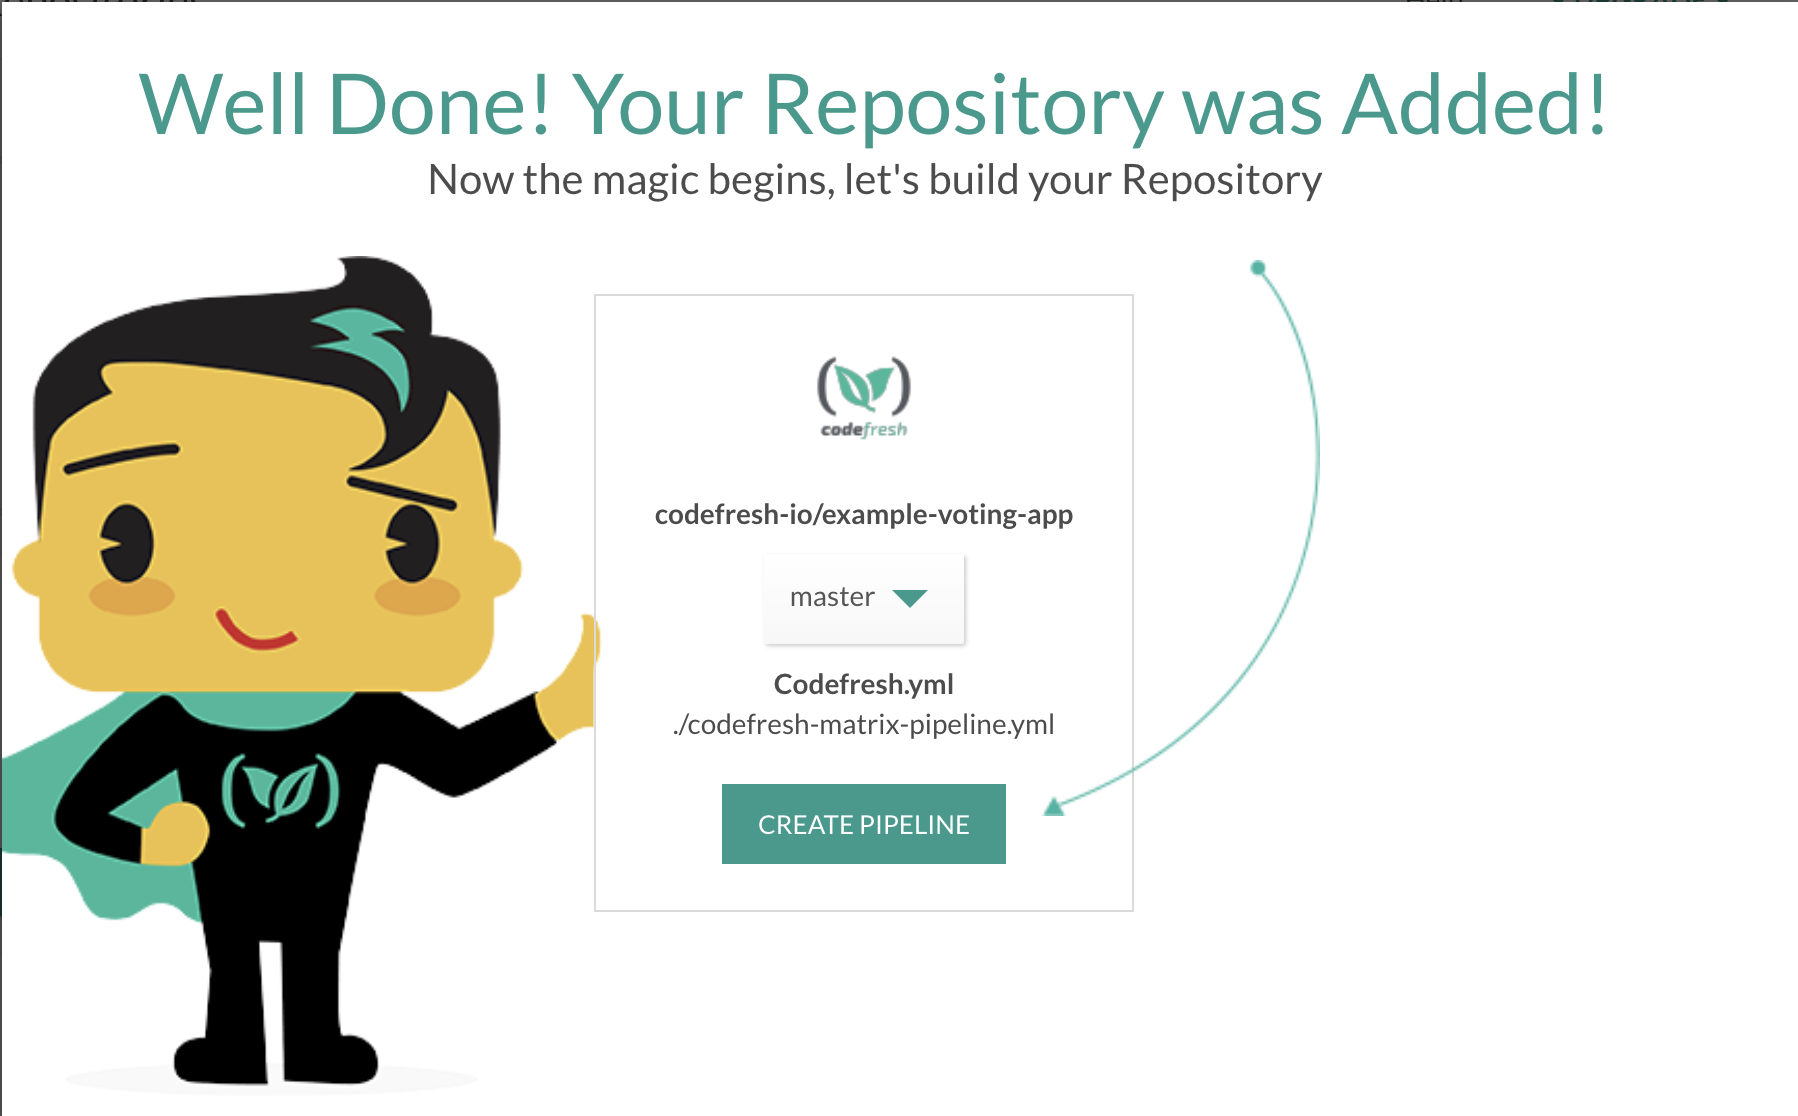 Well Done! Your Repository was Added!
Now the magic begins, let's build your Repository
codefresh
codefresh-io/example-voting-app
master
Codefresh.yml
./codefresh-matrix-pipeline.yml
CREATE PIPELINE